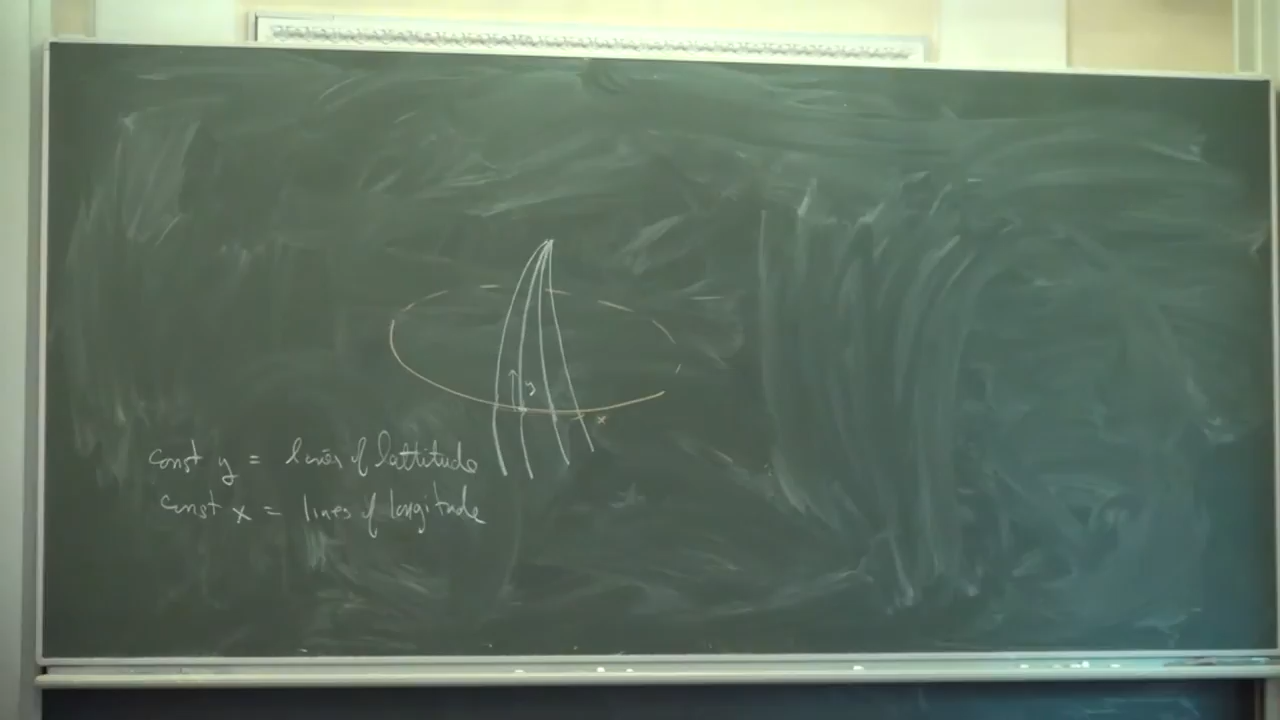 y
x
const y = lines of lattitude
const x = lines of longitude